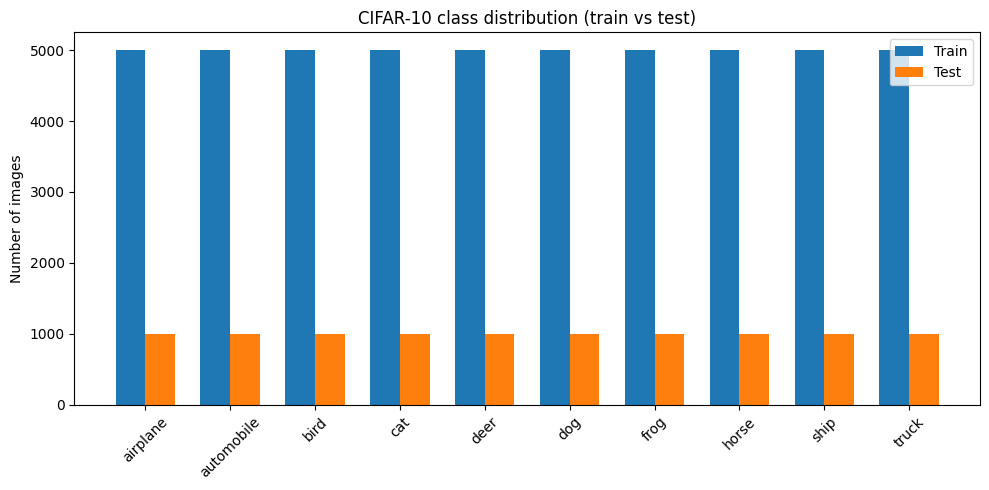 CIFAR-10 class distribution (train vs test)
Train
Test
Number of images
5000
4000
3000
2000
1000
0
airplane
automobile
bird
cat
deer
dog
frog
horse
ship
truck